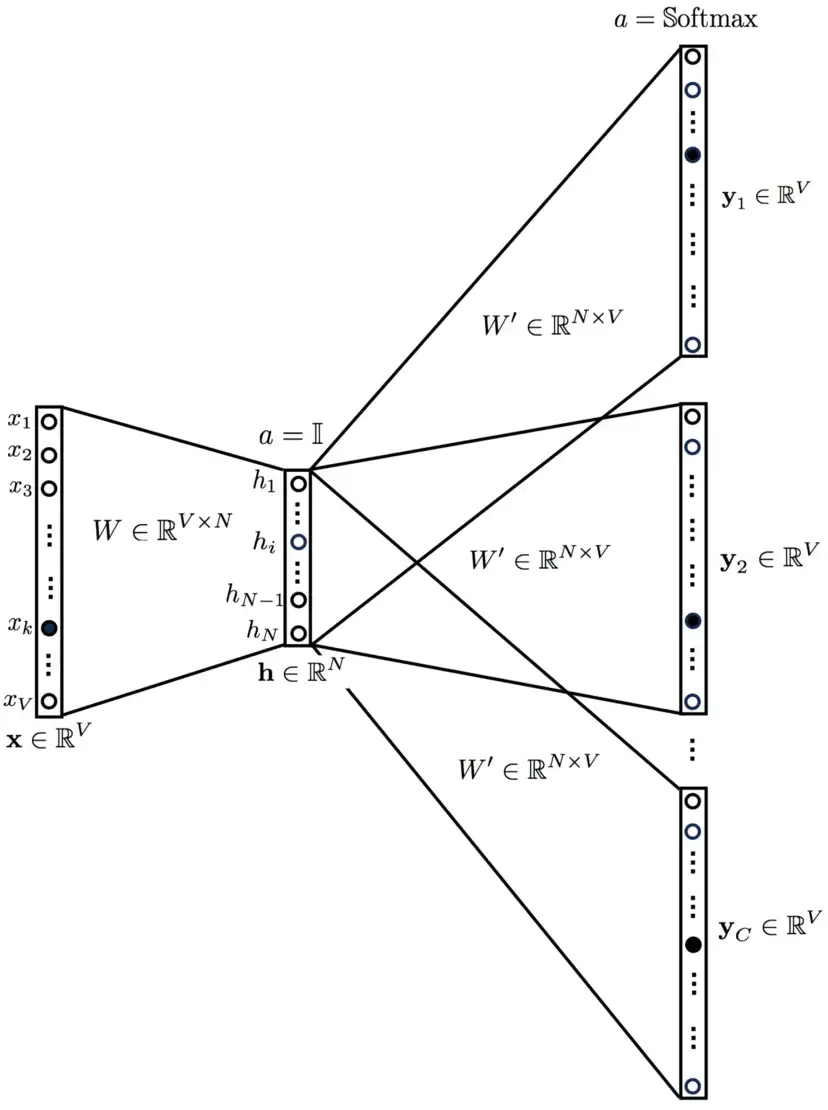 a = 𝕊oftmax
y₁ ∈ ℝ^V
W′ ∈ ℝ^{N×V}
x₁
x₂
x₃
⋮
⋮
x_k
⋮
x_V
x ∈ ℝ^V
W ∈ ℝ^{V×N}
a = 𝕀
h₁
⋮
h_i
⋮
h_{N−1}
h_N
h ∈ ℝ^N
W′ ∈ ℝ^{N×V}
y₂ ∈ ℝ^V
⋮
W′ ∈ ℝ^{N×V}
y_C ∈ ℝ^V